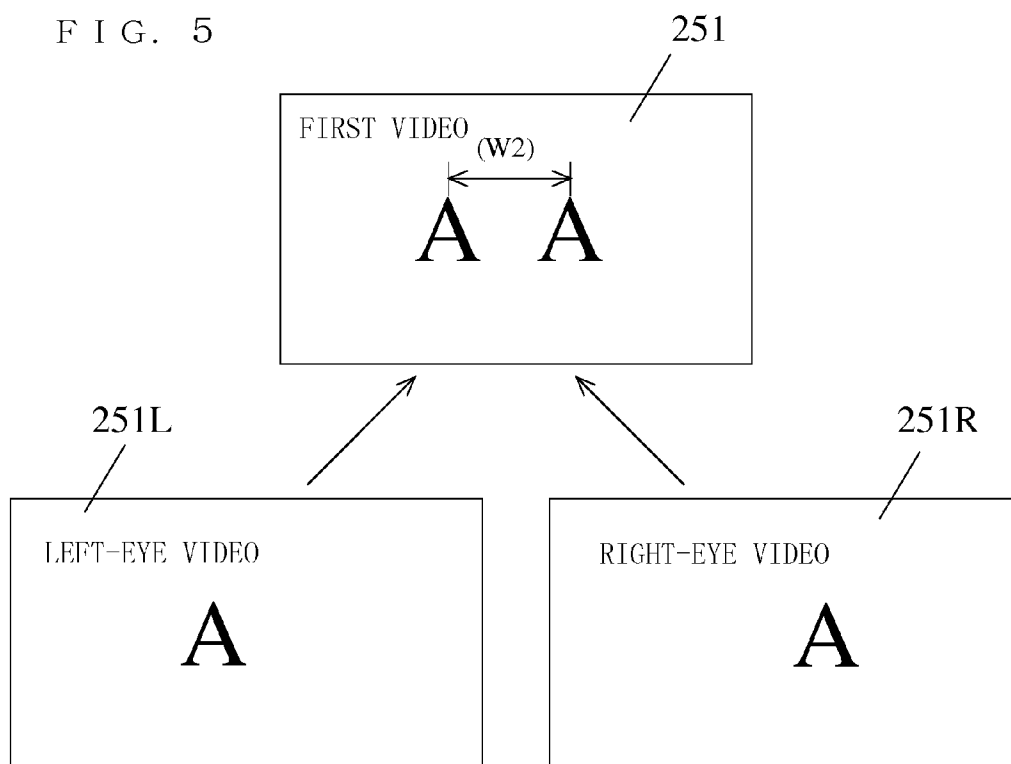 ＦＩＧ. ５
251
FIRST VIDEO
(W2)
A A
251L
251R
LEFT-EYE VIDEO
RIGHT-EYE VIDEO
A
A